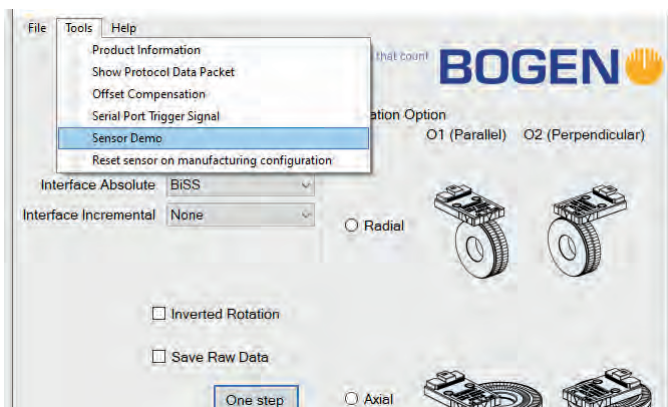 File Tools Help
Product Information
Show Protocol Data Packet
Offset Compensation
Serial Port Trigger Signal
Sensor Demo
Reset sensor on manufacturing configuration
that count
BOGEN
ation Option
O1 (Parallel) O2 (Perpendicular)
Interface Absolute BiSS
Interface Incremental None
Radial
Inverted Rotation
Save Raw Data
One step
Axial